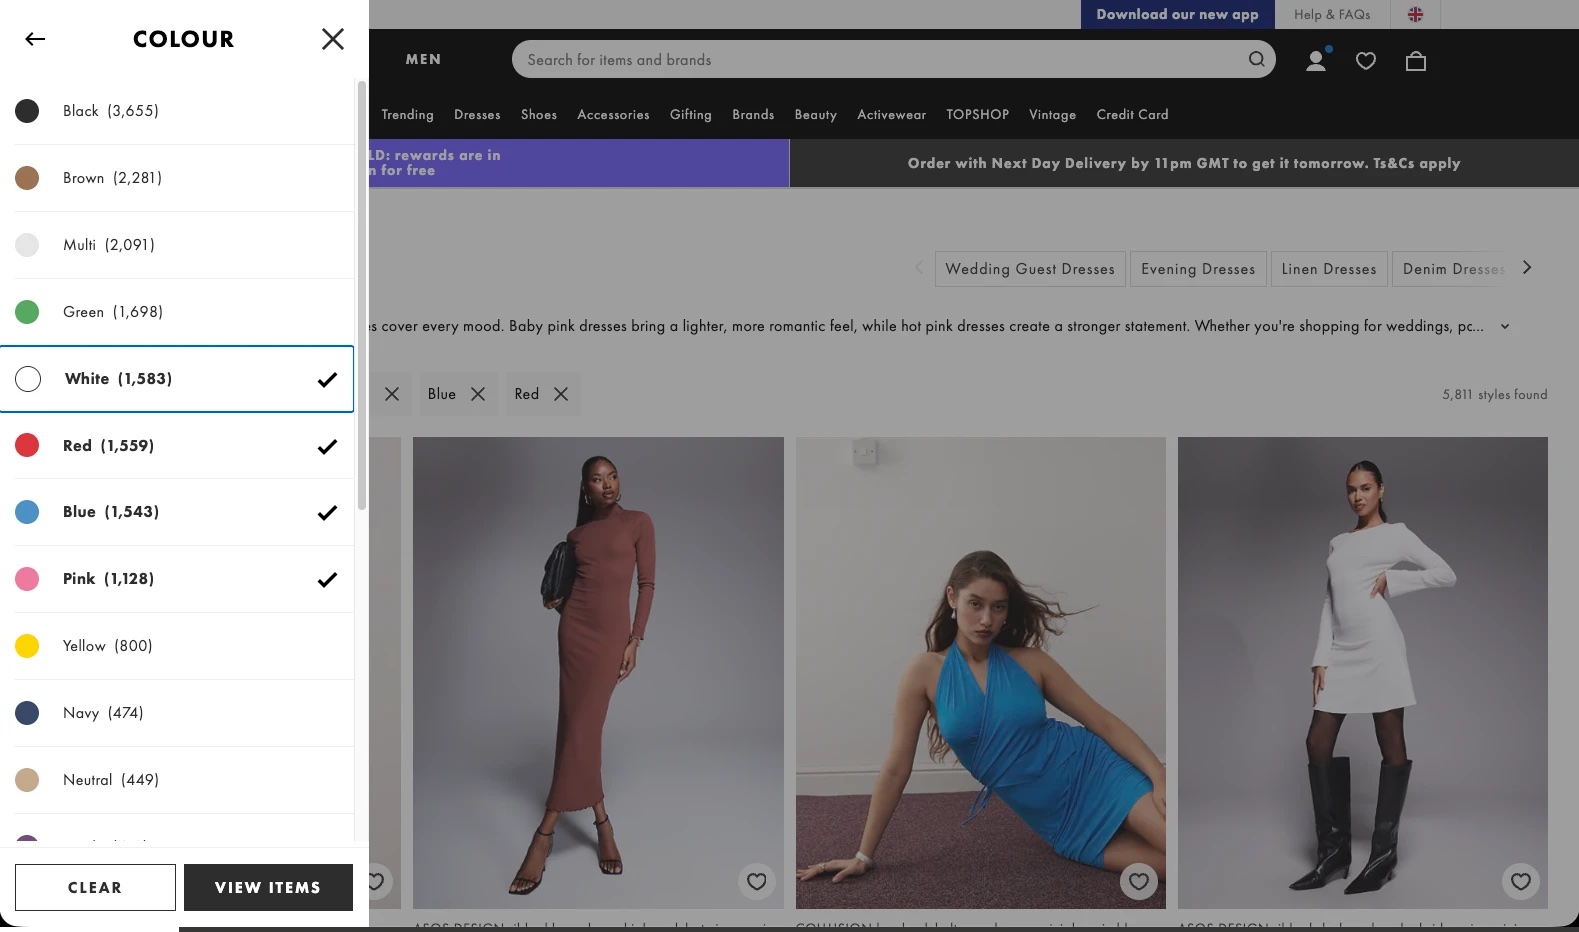 COLOUR
Black (3,655)
Brown (2,281)
Multi (2,091)
Green (1,698)
White (1,583)
Red (1,559)
Blue (1,543)
Pink (1,128)
Yellow (800)
Navy (474)
Neutral (449)
CLEAR
VIEW ITEMS
Download our new app
Help & FAQs
MEN
Search for items and brands
Trending
Dresses
Shoes
Accessories
Gifting
Brands
Beauty
Activewear
TOPSHOP
Vintage
Credit Card
LD: rewards are in
n for free
Order with Next Day Delivery by 11pm GMT to get it tomorrow. Ts&Cs apply
Wedding Guest Dresses
Evening Dresses
Linen Dresses
Denim Dresses
es cover every mood. Baby pink dresses bring a lighter, more romantic feel, while hot pink dresses create a stronger statement. Whether you're shopping for weddings, pc...
Blue
Red
5,811 styles found